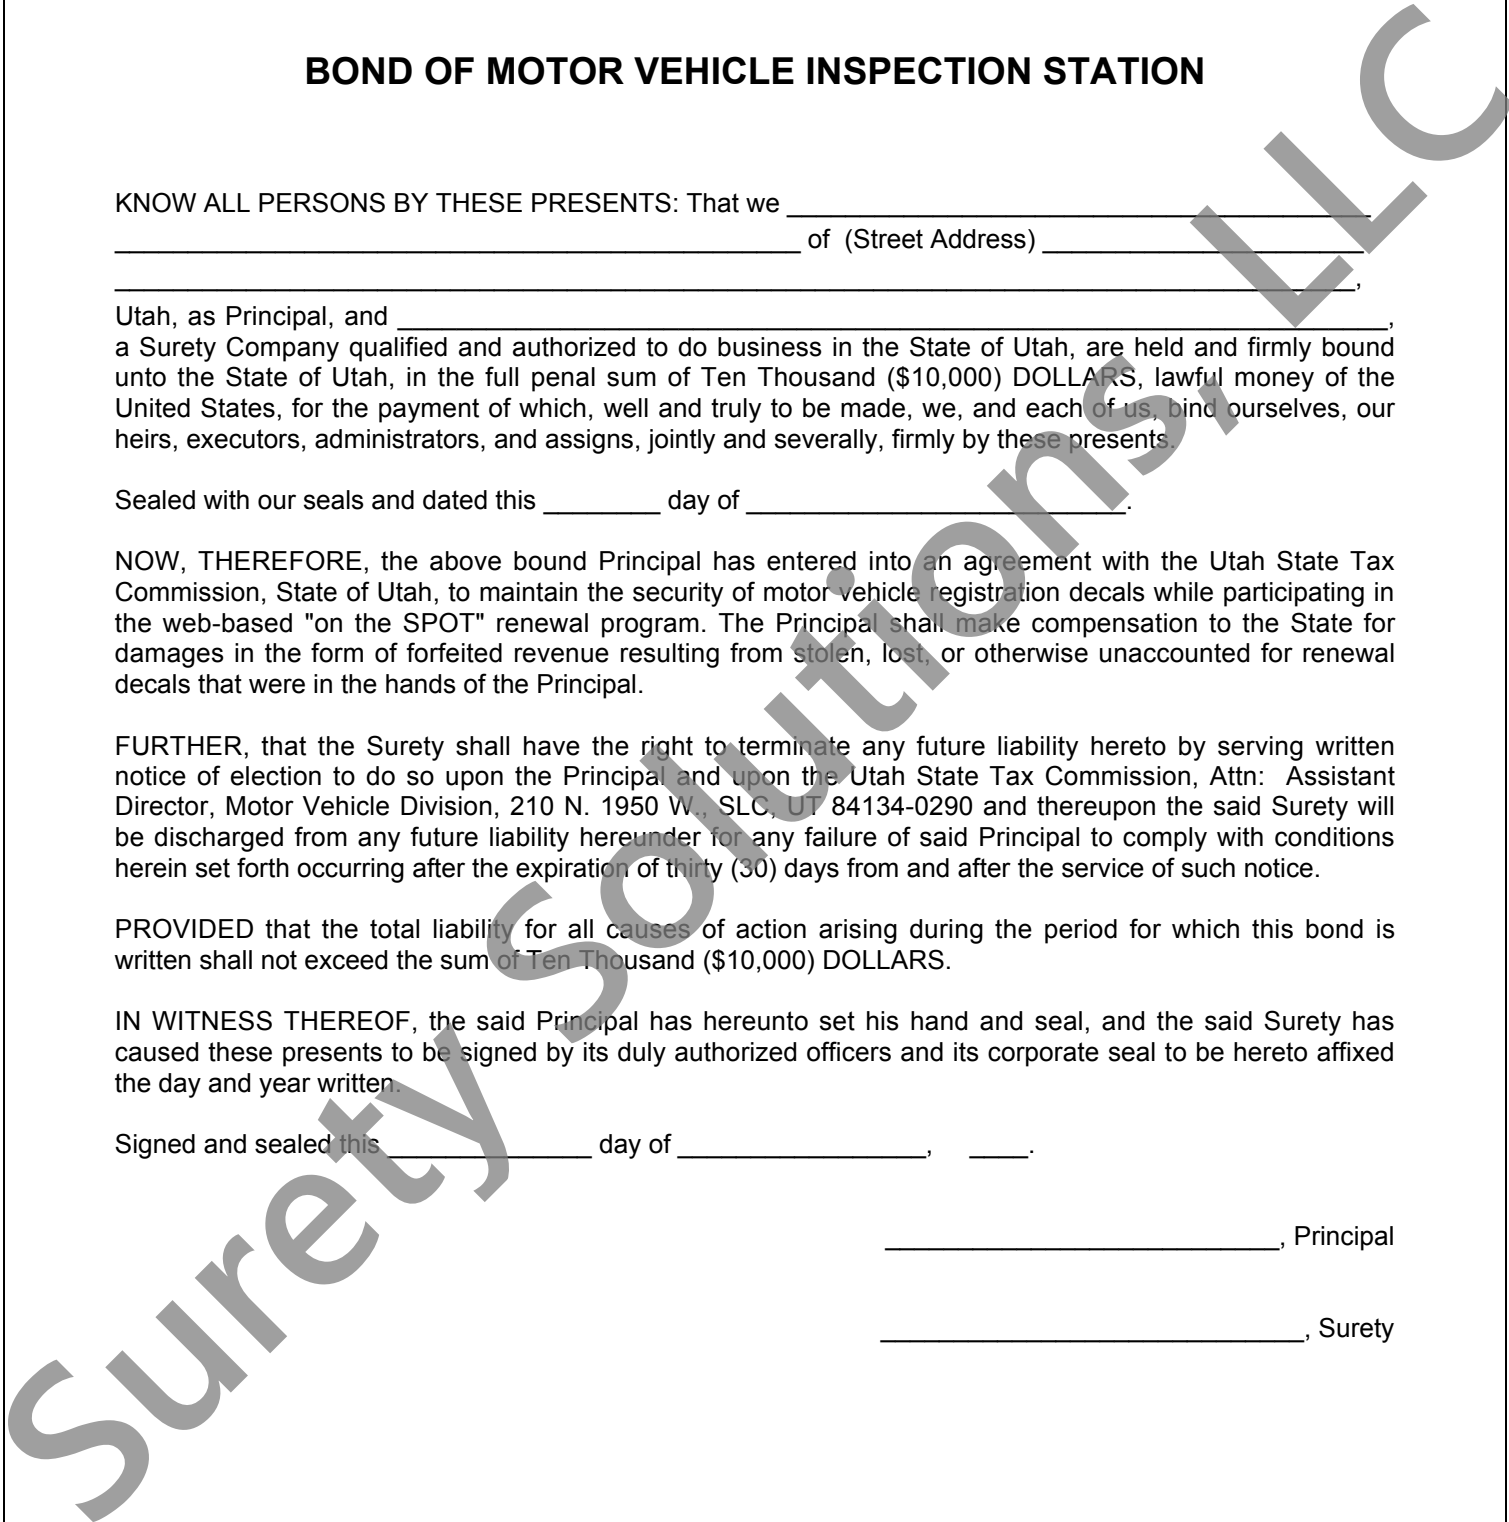 BOND OF MOTOR VEHICLE INSPECTION STATION
KNOW ALL PERSONS BY THESE PRESENTS: That we ________________________________________
_______________________________________________ of (Street Address) ______________________
_____________________________________________________________________________________,
Utah, as Principal, and ____________________________________________________________________,
a Surety Company qualified and authorized to do business in the State of Utah, are held and firmly bound
unto the State of Utah, in the full penal sum of Ten Thousand ($10,000) DOLLARS, lawful money of the
United States, for the payment of which, well and truly to be made, we, and each of us, bind ourselves, our
heirs, executors, administrators, and assigns, jointly and severally, firmly by these presents.
Sealed with our seals and dated this ________ day of __________________________.
NOW, THEREFORE, the above bound Principal has entered into an agreement with the Utah State Tax
Commission, State of Utah, to maintain the security of motor vehicle registration decals while participating in
the web-based "on the SPOT" renewal program. The Principal shall make compensation to the State for
damages in the form of forfeited revenue resulting from stolen, lost, or otherwise unaccounted for renewal
decals that were in the hands of the Principal.
FURTHER, that the Surety shall have the right to terminate any future liability hereto by serving written
notice of election to do so upon the Principal and upon the Utah State Tax Commission, Attn: Assistant
Director, Motor Vehicle Division, 210 N. 1950 W., SLC, UT 84134-0290 and thereupon the said Surety will
be discharged from any future liability hereunder for any failure of said Principal to comply with conditions
herein set forth occurring after the expiration of thirty (30) days from and after the service of such notice.
PROVIDED that the total liability for all causes of action arising during the period for which this bond is
written shall not exceed the sum of Ten Thousand ($10,000) DOLLARS.
IN WITNESS THEREOF, the said Principal has hereunto set his hand and seal, and the said Surety has
caused these presents to be signed by its duly authorized officers and its corporate seal to be hereto affixed
the day and year written.
Signed and sealed this ______________ day of _________________, ____.
___________________________, Principal
_____________________________, Surety
Surety Solutions, LLC